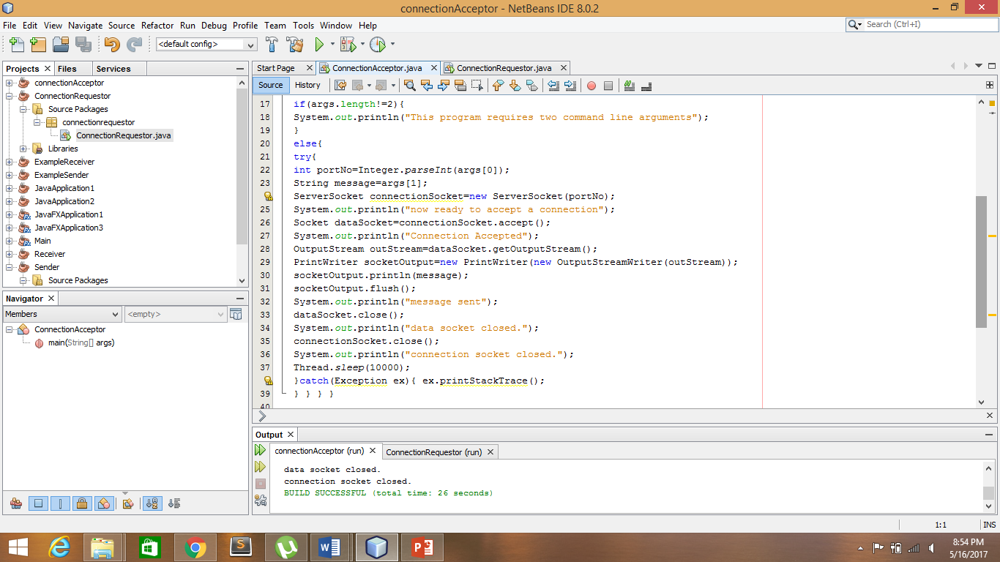 connectionAcceptor - NetBeans IDE 8.0.2
File Edit View Navigate Source Refactor Run Debug Profile Team Tools Window Help
Search (Ctrl+I)
<default config>
Projects Files Services
connectionAcceptor
ConnectionRequestor
Source Packages
connectionrequestor
ConnectionRequestor.java
Libraries
ExampleReceiver
ExampleSender
JavaApplication1
JavaApplication2
JavaFXApplication1
JavaFXApplication3
Main
Receiver
Sender
Source Packages
Navigator
Members <empty>
ConnectionAcceptor
main(String[] args)
Start Page ConnectionAcceptor.java ConnectionRequestor.java
Source History
17 if(args.length!=2){
18 System.out.println("This program requires two command line arguments");
19 }
20 else{
21 try{
22 int portNo=Integer.parseInt(args[0]);
23 String message=args[1];
ServerSocket connectionSocket=new ServerSocket(portNo);
25 System.out.println("now ready to accept a connection");
26 Socket dataSocket=connectionSocket.accept();
27 System.out.println("Connection Accepted");
28 OutputStream outStream=dataSocket.getOutputStream();
29 PrintWriter socketOutput=new PrintWriter(new OutputStreamWriter(outStream));
30 socketOutput.println(message);
31 socketOutput.flush();
32 System.out.println("message sent");
33 dataSocket.close();
34 System.out.println("data socket closed.");
35 connectionSocket.close();
36 System.out.println("connection socket closed.");
37 Thread.sleep(10000);
}catch(Exception ex){ ex.printStackTrace();
39 } } } }
40
Output
connectionAcceptor (run) ConnectionRequestor (run)
data socket closed.
connection socket closed.
BUILD SUCCESSFUL (total time: 26 seconds)
1:1 INS
8:54 PM
5/16/2017